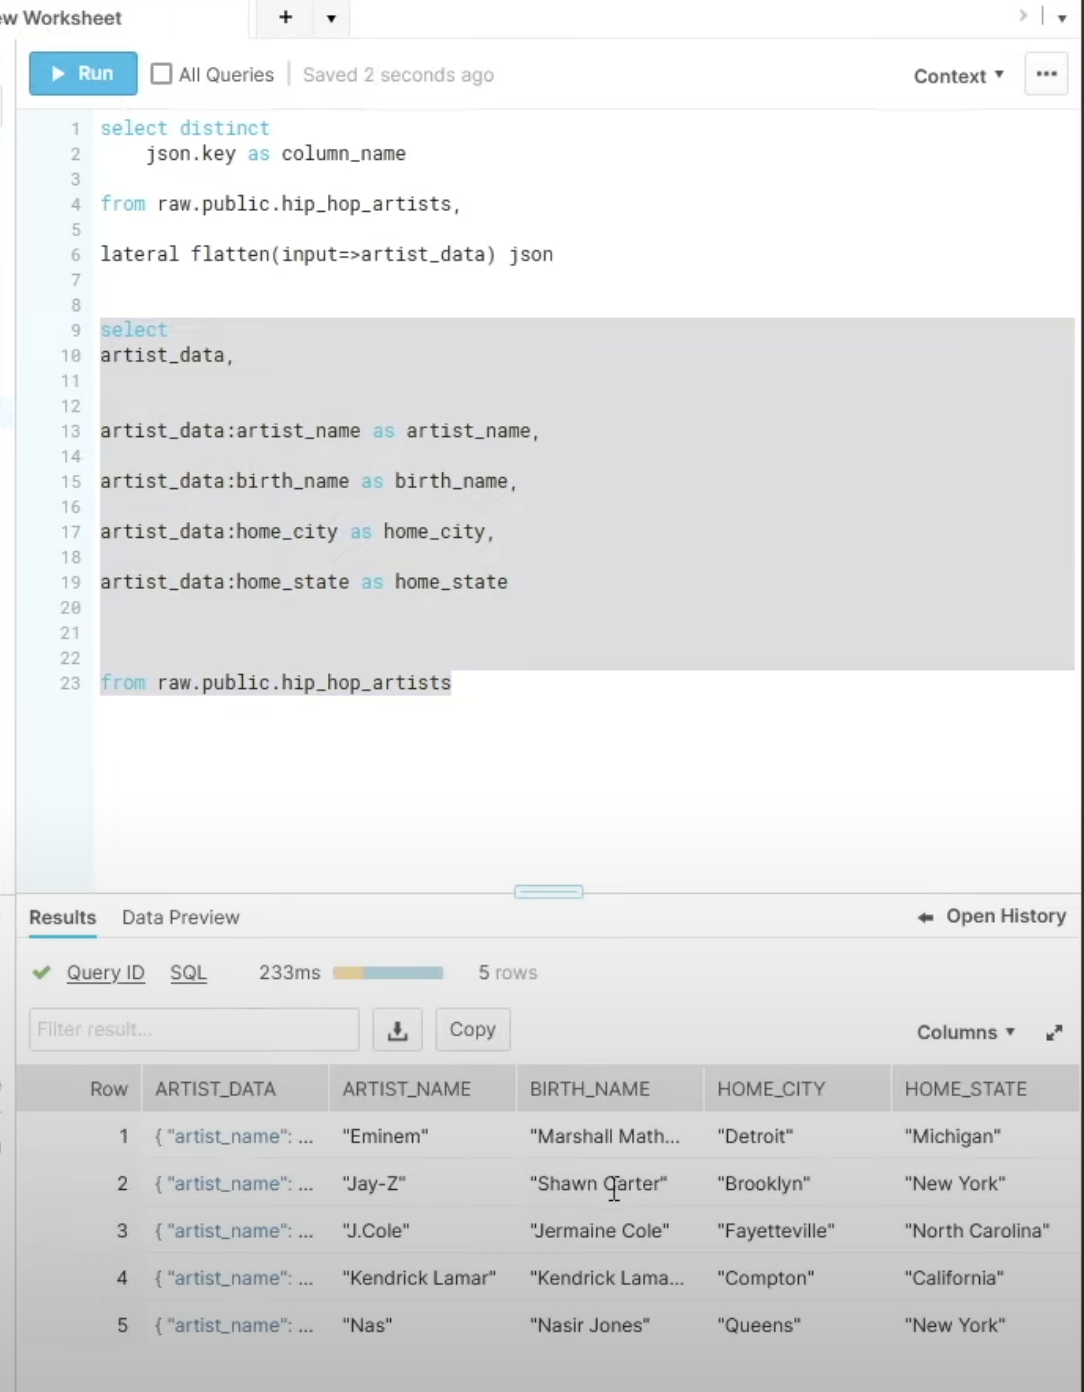 ew Worksheet
+ ▾
Run All Queries Saved 2 seconds ago Context ▾ ...
1 select distinct
2 json.key as column_name
3
4 from raw.public.hip_hop_artists,
5
6 lateral flatten(input=>artist_data) json
7
8
9 select
10 artist_data,
11
12
13 artist_data:artist_name as artist_name,
14
15 artist_data:birth_name as birth_name,
16
17 artist_data:home_city as home_city,
18
19 artist_data:home_state as home_state
20
21
22
23 from raw.public.hip_hop_artists
Results Data Preview Open History
Query ID SQL 233ms 5 rows
Filter result... Copy Columns ▾
Row ARTIST_DATA ARTIST_NAME BIRTH_NAME HOME_CITY HOME_STATE
1 { "artist_name": ... "Eminem" "Marshall Math... "Detroit" "Michigan"
2 { "artist_name": ... "Jay-Z" "Shawn Carter" "Brooklyn" "New York"
3 { "artist_name": ... "J.Cole" "Jermaine Cole" "Fayetteville" "North Carolina"
4 { "artist_name": ... "Kendrick Lamar" "Kendrick Lama... "Compton" "California"
5 { "artist_name": ... "Nas" "Nasir Jones" "Queens" "New York"